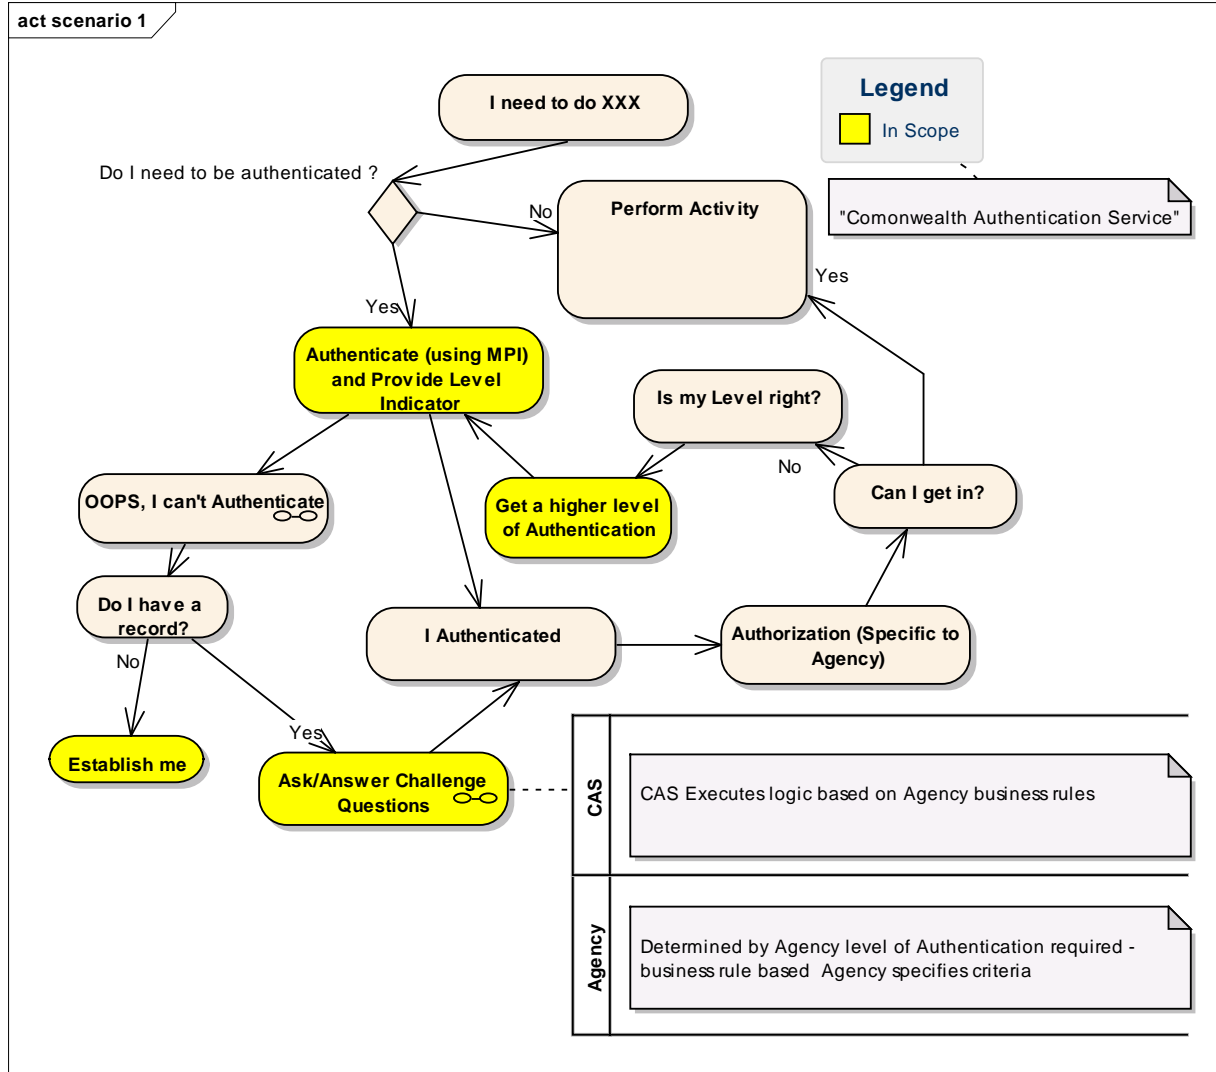 act scenario 1
I need to do XXX
Legend
In Scope
Do I need to be authenticated ?
No
Perform Activity
"Comonwealth Authentication Service"
Yes
Yes
Authenticate (using MPI)
and Provide Level
Indicator
Is my Level right?
No
OOPS, I can't Authenticate
Get a higher level
of Authentication
Can I get in?
Do I have a
record?
I Authenticated
Authorization (Specific to
Agency)
No
Yes
Establish me
Ask/Answer Challenge
Questions
CAS
CAS Executes logic based on Agency business rules
Agency
Determined by Agency level of Authentication required -
business rule based  Agency specifies criteria